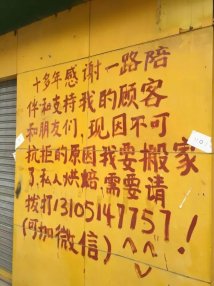 十多年感谢一路陪
伴和支持我的顾客
和朋友们,现因不可
抗拒的原因我要搬家
了,私人烘焙,需要请
拨打13105147757!
(可加微信)^^